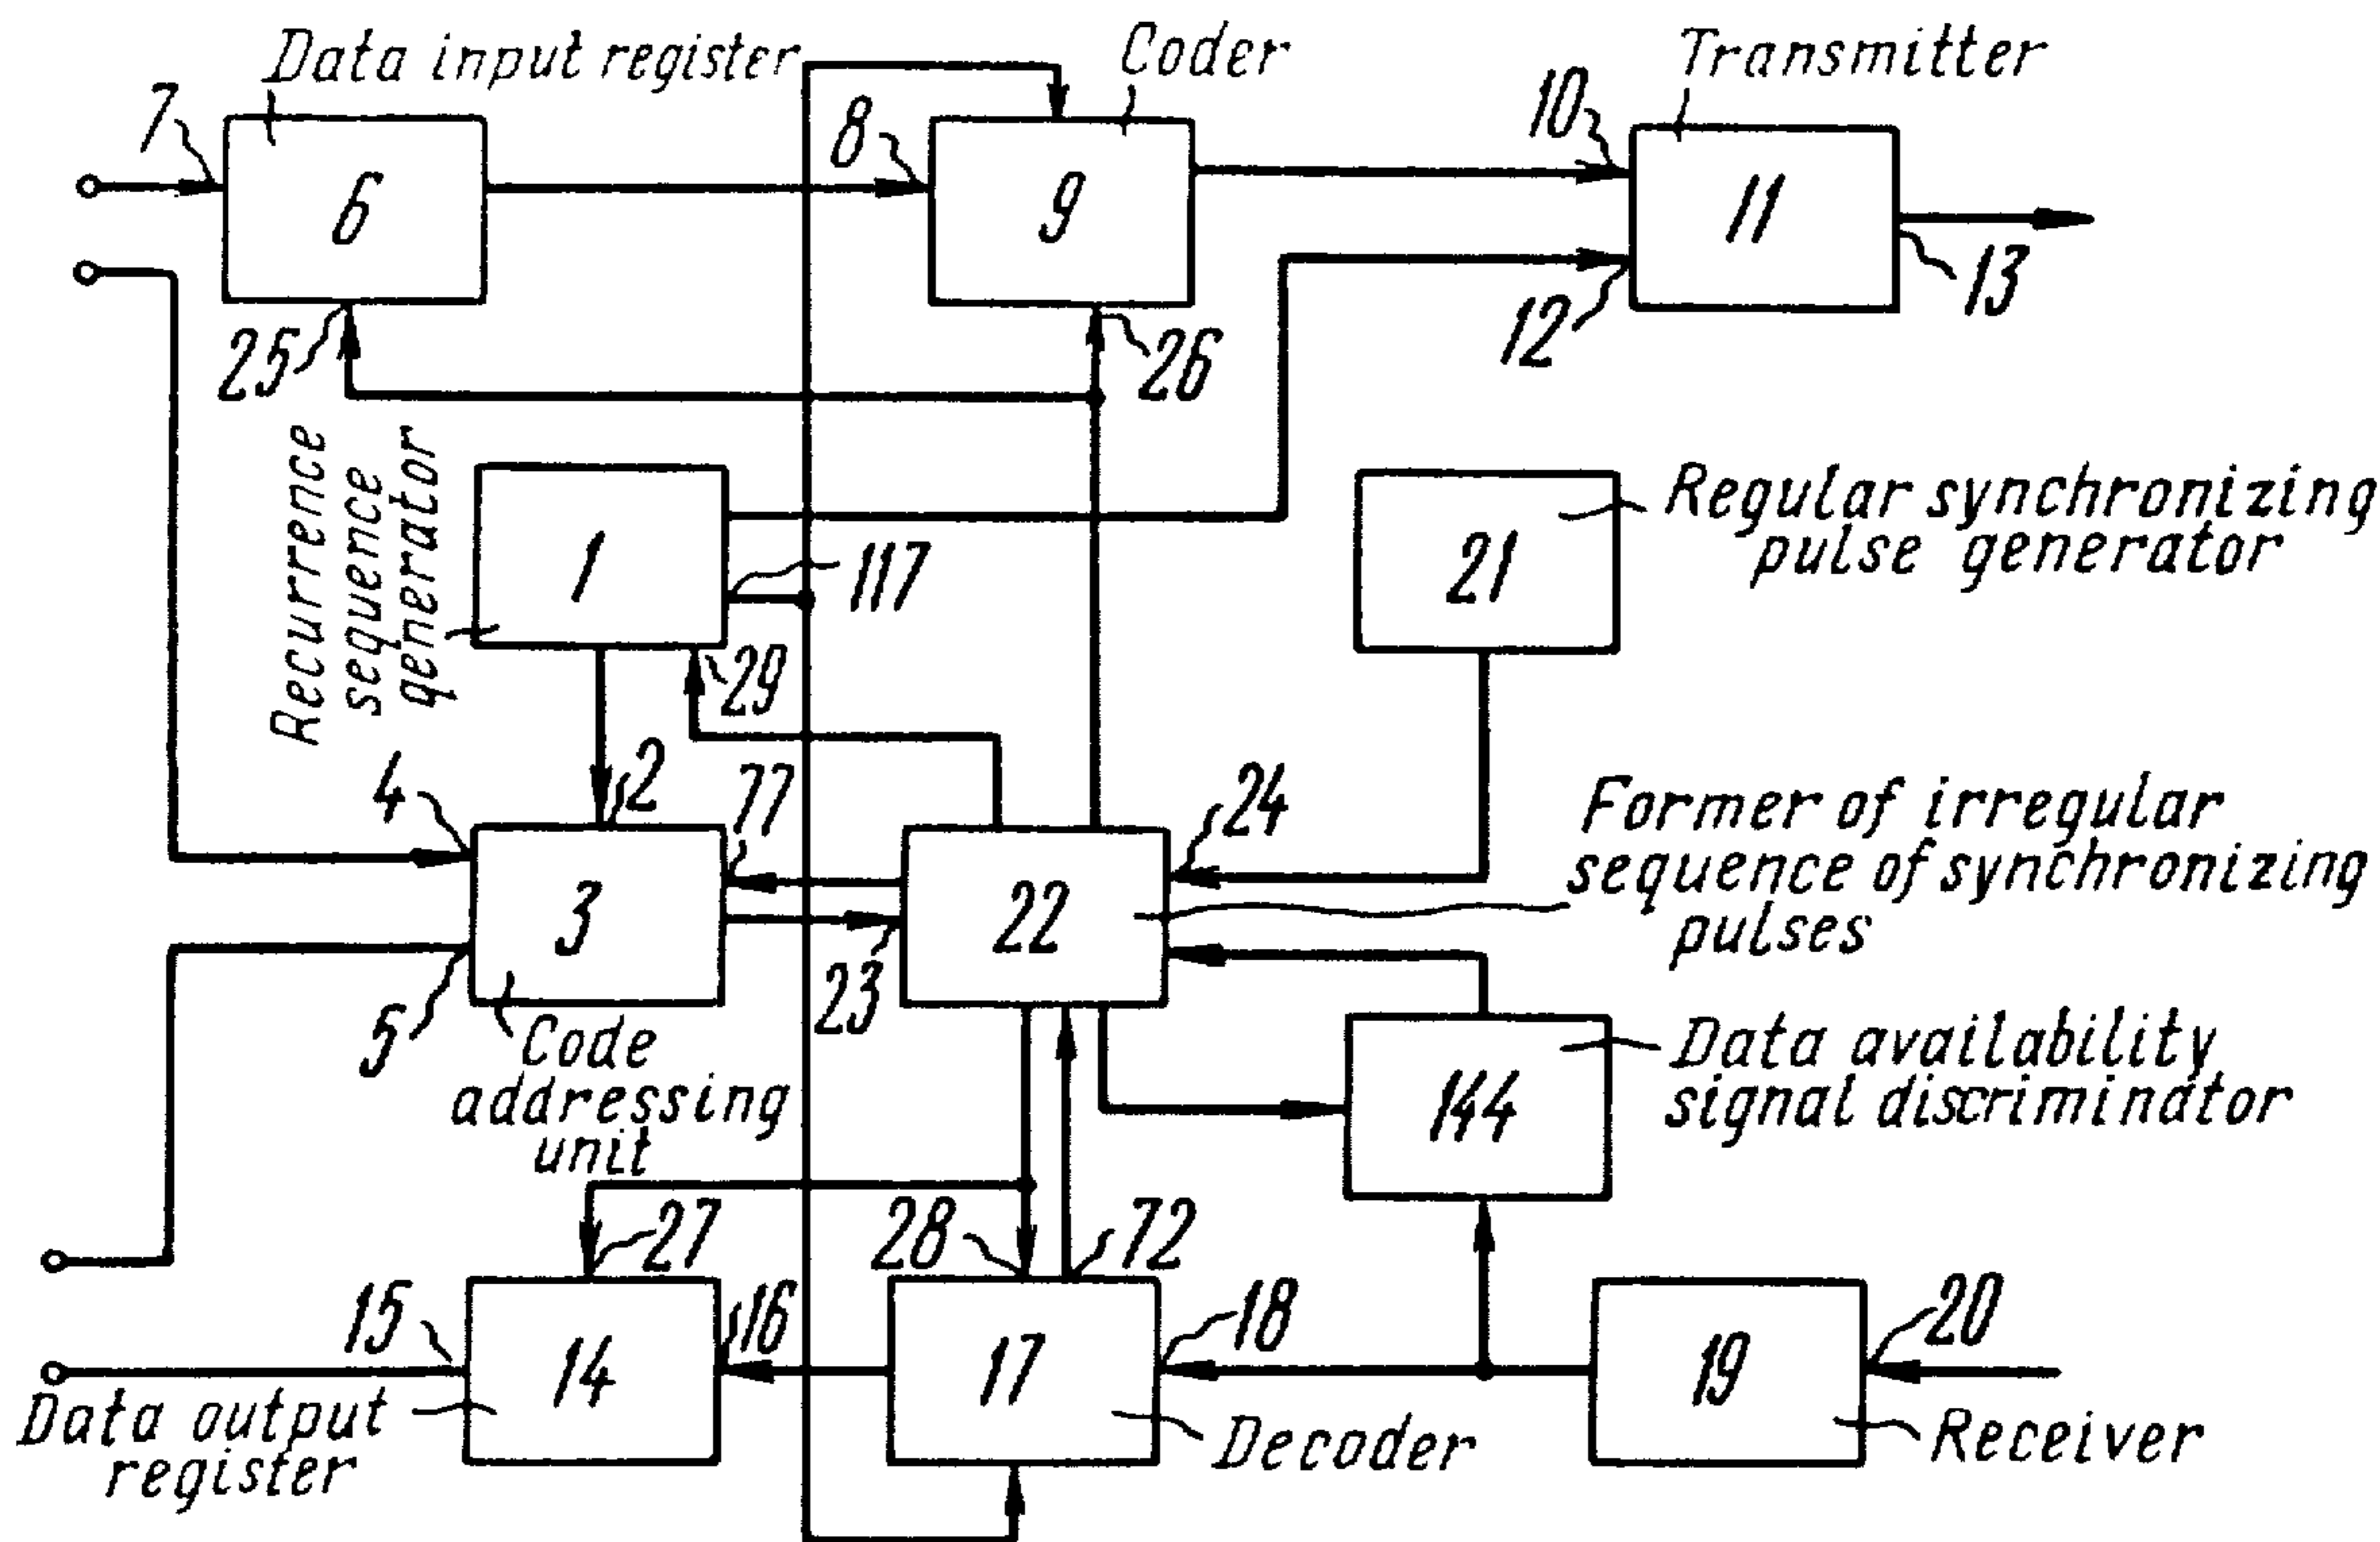 Data input register
Coder
Transmitter
7
6
8
9
10
11
12
13
25
26
Recurrence
sequence
generator
1
117
29
21
Regular synchronizing
pulse generator
4
2
77
3
5
23
22
24
Former of irregular
sequence of synchronizing
pulses
Code
addressing
unit
144
Data availability
signal discriminator
27
28
72
15
14
16
17
18
19
20
Data output
register
Decoder
Receiver